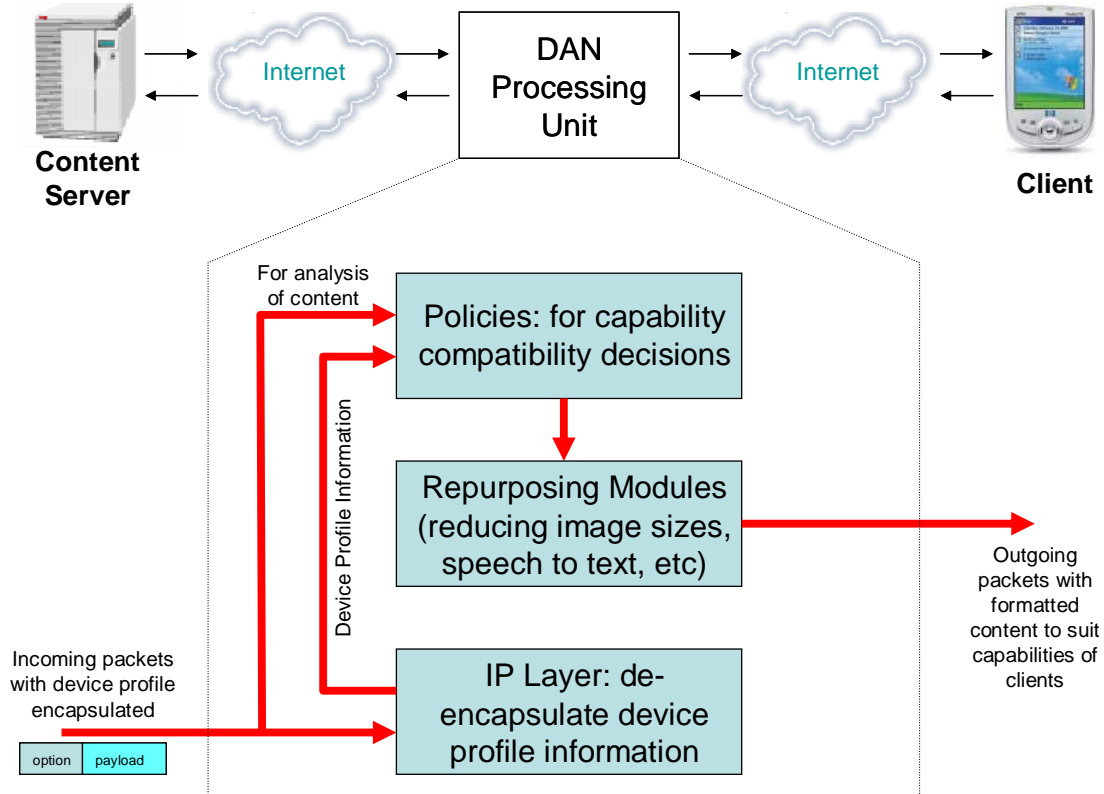 DAN
Processing
Unit
Internet
Internet
Content
Server
Client
For analysis
of content
Policies: for capability
compatibility decisions
Device Profile Information
Repurposing Modules
(reducing image sizes,
speech to text, etc)
Outgoing
packets with
formatted
content to suit
capabilities of
clients
Incoming packets
with device profile
encapsulated
IP Layer: de-
encapsulate device
profile information
option
payload